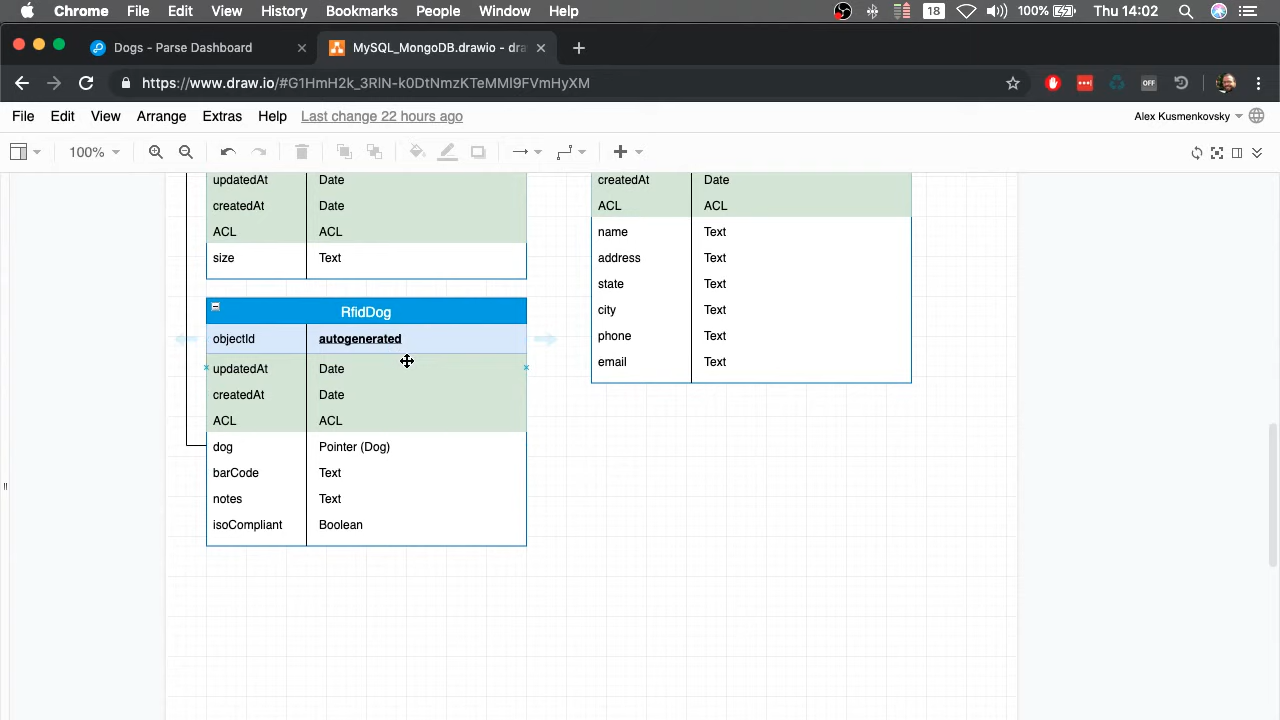 Chrome File Edit View History Bookmarks People Window Help 18 100% Thu 14:02
Dogs - Parse Dashboard
MySQL_MongoDB.drawio - dra
https://www.draw.io/#G1HmH2k_3RlN-k0DtNmzKTeMMI9FVmHyXM
OFF
File Edit View Arrange Extras Help Last change 22 hours ago
Alex Kusmenkovsky
100%
updatedAt Date
createdAt Date
ACL ACL
size Text
createdAt Date
ACL ACL
name Text
address Text
state Text
city Text
phone Text
email Text
RfidDog
objectId autogenerated
updatedAt Date
createdAt Date
ACL ACL
dog Pointer (Dog)
barCode Text
notes Text
isoCompliant Boolean